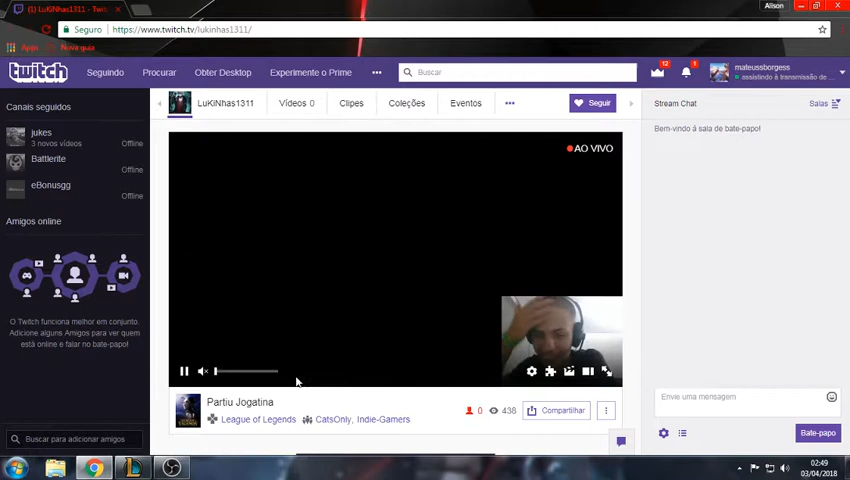 Alison
(1) LuKiNhas1311 - Twit
Seguro
https://www.twitch.tv/lukinhas1311/
Apps
Nova guia
twitch
Seguindo
Procurar
Obter Desktop
Experimente o Prime
Buscar
12
1
mateussborgess
assistindo à transmissão de ...
Canais seguidos
LuKiNhas1311
Vídeos 0
Clipes
Coleções
Eventos
Seguir
Stream Chat
Salas
jukes
3 novos vídeos
Offline
Battlerite
Offline
eBonusgg
Offline
Bem-vindo à sala de bate-papo!
AO VIVO
Amigos online
O Twitch funciona melhor em conjunto.
Adicione alguns Amigos para ver quem
está online e falar no bate-papo!
Partiu Jogatina
League of Legends
CatsOnly, Indie-Gamers
0
438
Compartilhar
Envie uma mensagem
Bate-papo
Buscar para adicionar amigos
02:49
03/04/2018